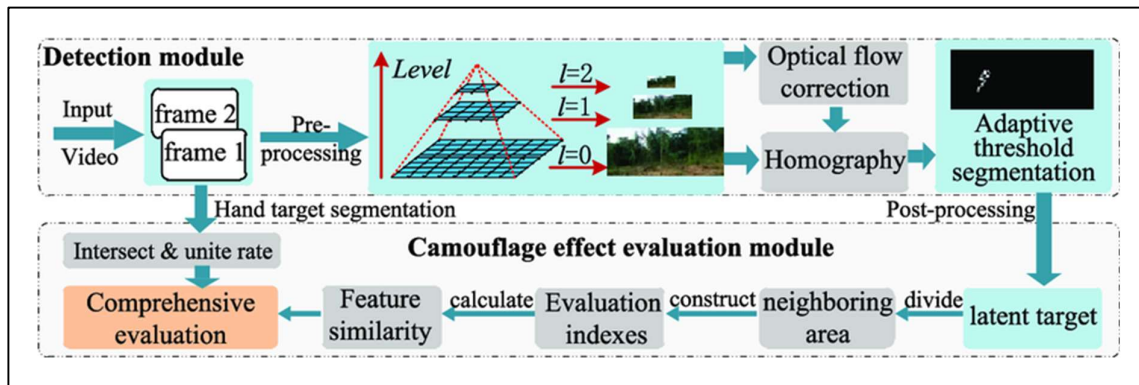 Detection module
Input
Video
frame 2
frame 1
Pre-
processing
Level
l=2
l=1
l=0
Optical flow
correction
Homography
Adaptive
threshold
segmentation
Hand target segmentation
Post-processing
Intersect & unite rate
Camouflage effect evaluation module
Comprehensive
evaluation
Feature
similarity
calculate
Evaluation
indexes
construct
neighboring
area
divide
latent target